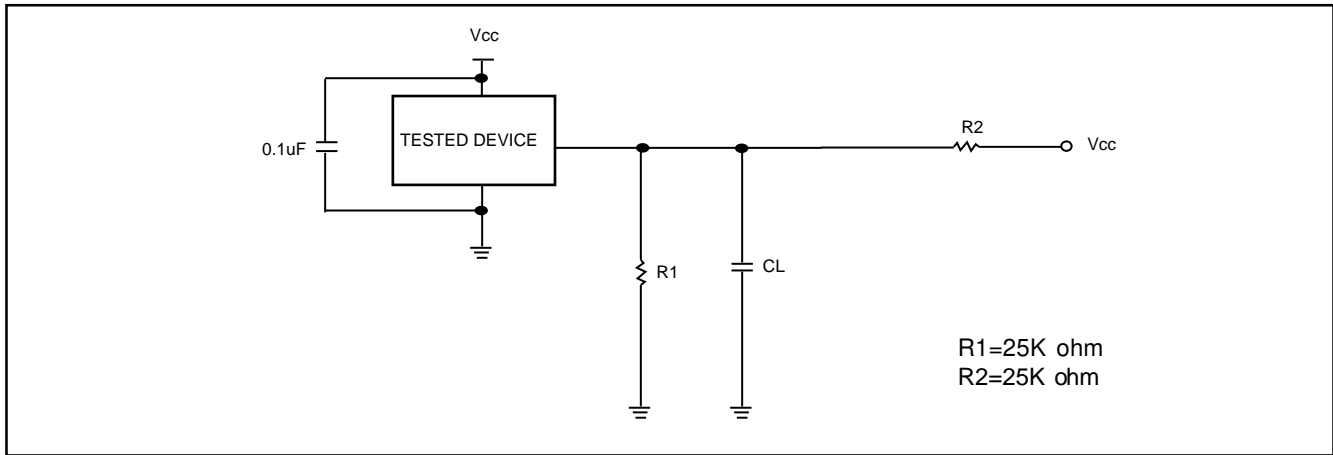 Vcc
TESTED DEVICE
0.1uF
R2
Vcc
R1
CL
R1=25K ohm
R2=25K ohm